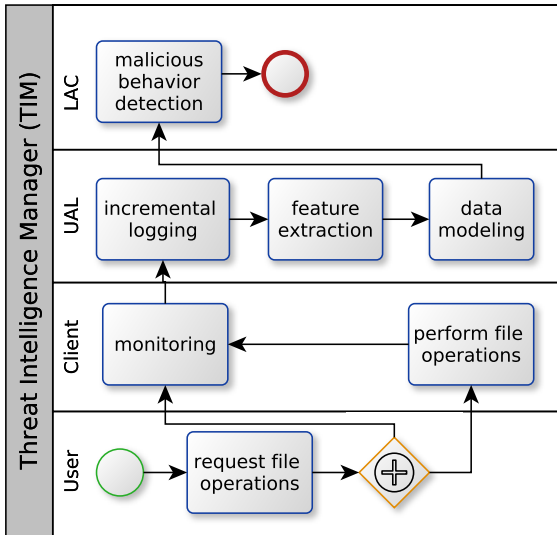 Threat Intelligence Manager (TIM)
LAC
malicious
behavior
detection
UAL
incremental
logging
feature
extraction
data
modeling
Client
monitoring
perform file
operations
User
request file
operations